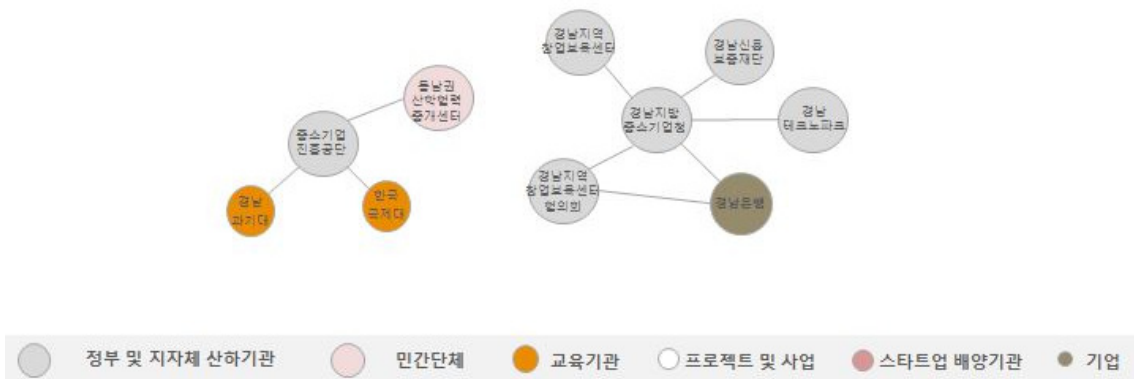 경남지역
창업보육센터
경남신용
보증재단
동남권
산학협력
중개센터
중소기업
진흥공단
경남지방
중소기업청
경남
테크노파크
경남지역
창업보육센터
협의회
경남
과기대
한국
국제대
경남은행
정부 및 지자체 산하기관
민간단체
교육기관
프로젝트 및 사업
스타트업 배양기관
기업